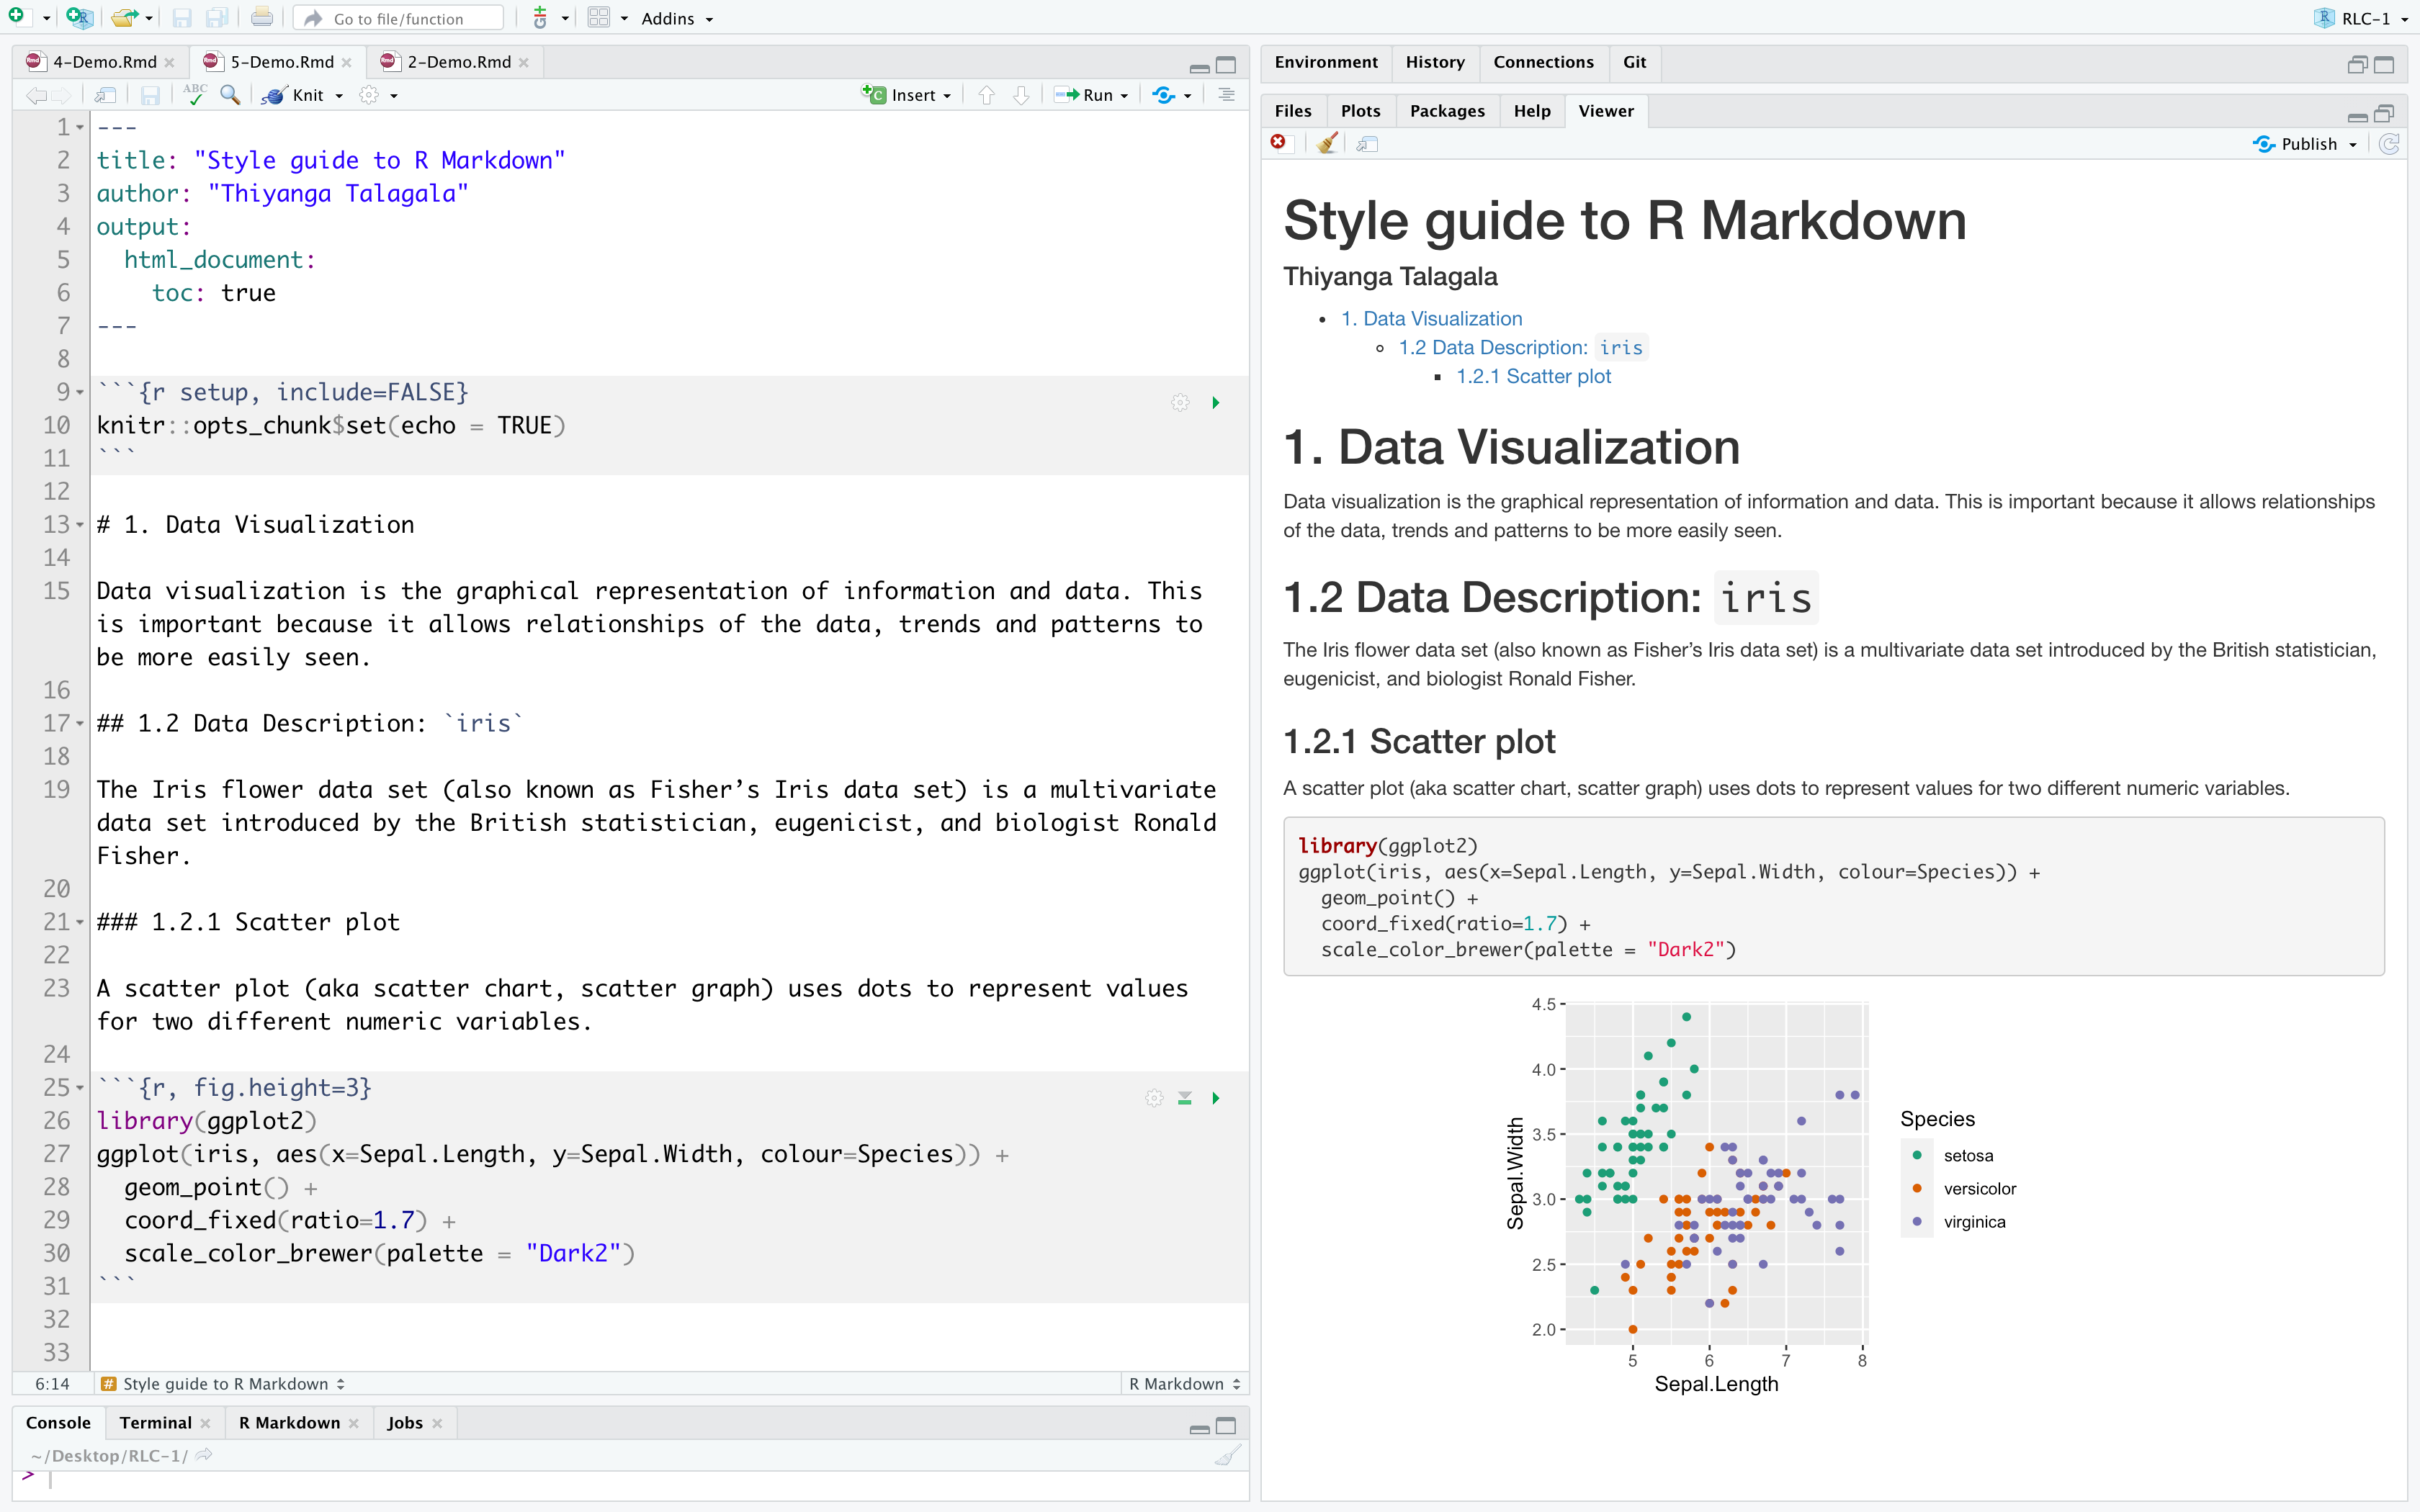 Go to file/function
Addins
RLC-1
4-Demo.Rmd
5-Demo.Rmd
2-Demo.Rmd
ABC
Knit
Insert
Run
1 ---
2 title: "Style guide to R Markdown"
3 author: "Thiyanga Talagala"
4 output:
5   html_document:
6     toc: true
7 ---
8
9 ```{r setup, include=FALSE}
10 knitr::opts_chunk$set(echo = TRUE)
11 ```
12
13 # 1. Data Visualization
14
15 Data visualization is the graphical representation of information and data. This
is important because it allows relationships of the data, trends and patterns to
be more easily seen.
16
17 ## 1.2 Data Description: `iris`
18
19 The Iris flower data set (also known as Fisher’s Iris data set) is a multivariate
data set introduced by the British statistician, eugenicist, and biologist Ronald
Fisher.
20
21 ### 1.2.1 Scatter plot
22
23 A scatter plot (aka scatter chart, scatter graph) uses dots to represent values
for two different numeric variables.
24
25 ```{r, fig.height=3}
26 library(ggplot2)
27 ggplot(iris, aes(x=Sepal.Length, y=Sepal.Width, colour=Species)) +
28   geom_point() +
29   coord_fixed(ratio=1.7) +
30   scale_color_brewer(palette = "Dark2")
31 ```
32
33
6:14
# Style guide to R Markdown
R Markdown
Console
Terminal
R Markdown
Jobs
~/Desktop/RLC-1/
>
Environment
History
Connections
Git
Files
Plots
Packages
Help
Viewer
Publish
Style guide to R Markdown
Thiyanga Talagala
1. Data Visualization
1.2 Data Description: iris
1.2.1 Scatter plot
1. Data Visualization
Data visualization is the graphical representation of information and data. This is important because it allows relationships
of the data, trends and patterns to be more easily seen.
1.2 Data Description: iris
The Iris flower data set (also known as Fisher’s Iris data set) is a multivariate data set introduced by the British statistician,
eugenicist, and biologist Ronald Fisher.
1.2.1 Scatter plot
A scatter plot (aka scatter chart, scatter graph) uses dots to represent values for two different numeric variables.
library(ggplot2)
ggplot(iris, aes(x=Sepal.Length, y=Sepal.Width, colour=Species)) +
  geom_point() +
  coord_fixed(ratio=1.7) +
  scale_color_brewer(palette = "Dark2")
4.5
4.0
3.5
3.0
2.5
2.0
Sepal.Width
5 6 7 8
Sepal.Length
Species
setosa
versicolor
virginica